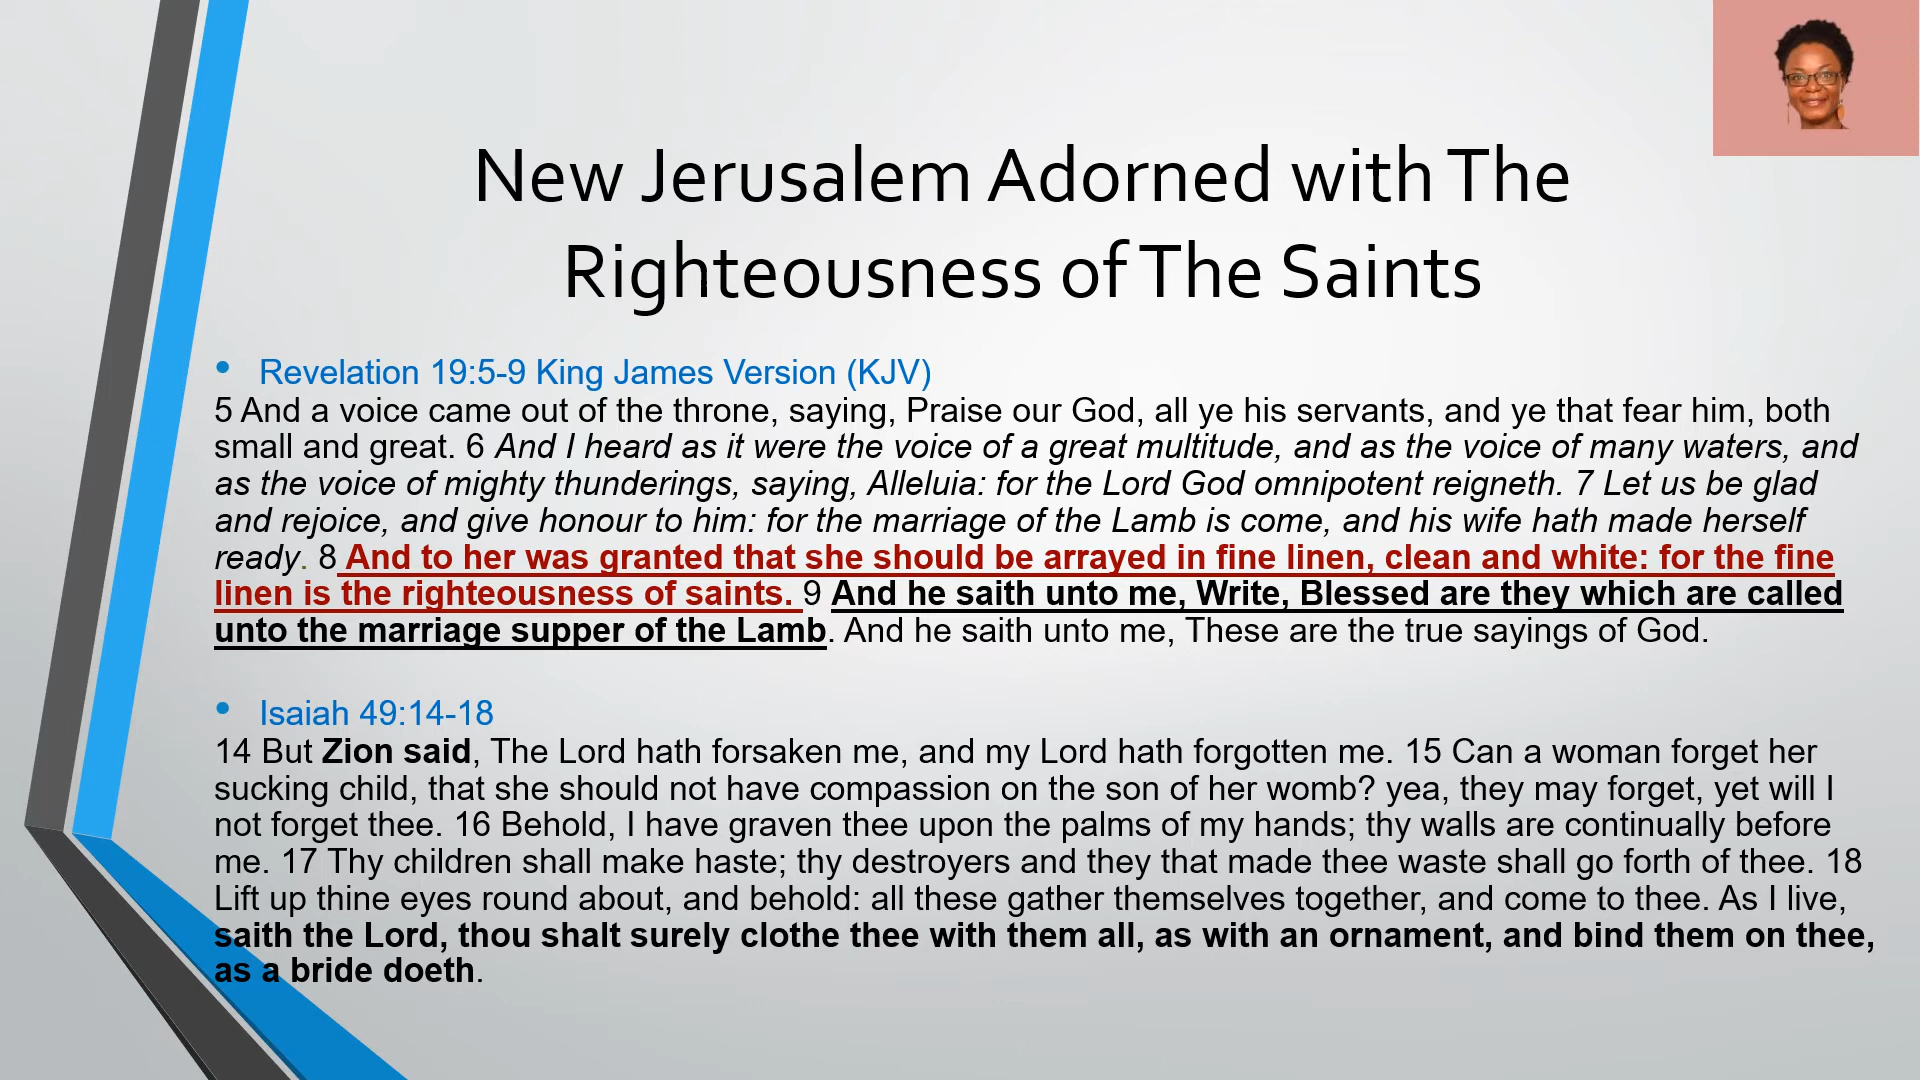 New Jerusalem Adorned with The
Righteousness of The Saints
• Revelation 19:5-9 King James Version (KJV)
5 And a voice came out of the throne, saying, Praise our God, all ye his servants, and ye that fear him, both
small and great. 6 And I heard as it were the voice of a great multitude, and as the voice of many waters, and
as the voice of mighty thunderings, saying, Alleluia: for the Lord God omnipotent reigneth. 7 Let us be glad
and rejoice, and give honour to him: for the marriage of the Lamb is come, and his wife hath made herself
ready. 8 And to her was granted that she should be arrayed in fine linen, clean and white: for the fine
linen is the righteousness of saints. 9 And he saith unto me, Write, Blessed are they which are called
unto the marriage supper of the Lamb. And he saith unto me, These are the true sayings of God.
• Isaiah 49:14-18
14 But Zion said, The Lord hath forsaken me, and my Lord hath forgotten me. 15 Can a woman forget her
sucking child, that she should not have compassion on the son of her womb? yea, they may forget, yet will I
not forget thee. 16 Behold, I have graven thee upon the palms of my hands; thy walls are continually before
me. 17 Thy children shall make haste; thy destroyers and they that made thee waste shall go forth of thee. 18
Lift up thine eyes round about, and behold: all these gather themselves together, and come to thee. As I live,
saith the Lord, thou shalt surely clothe thee with them all, as with an ornament, and bind them on thee,
as a bride doeth.